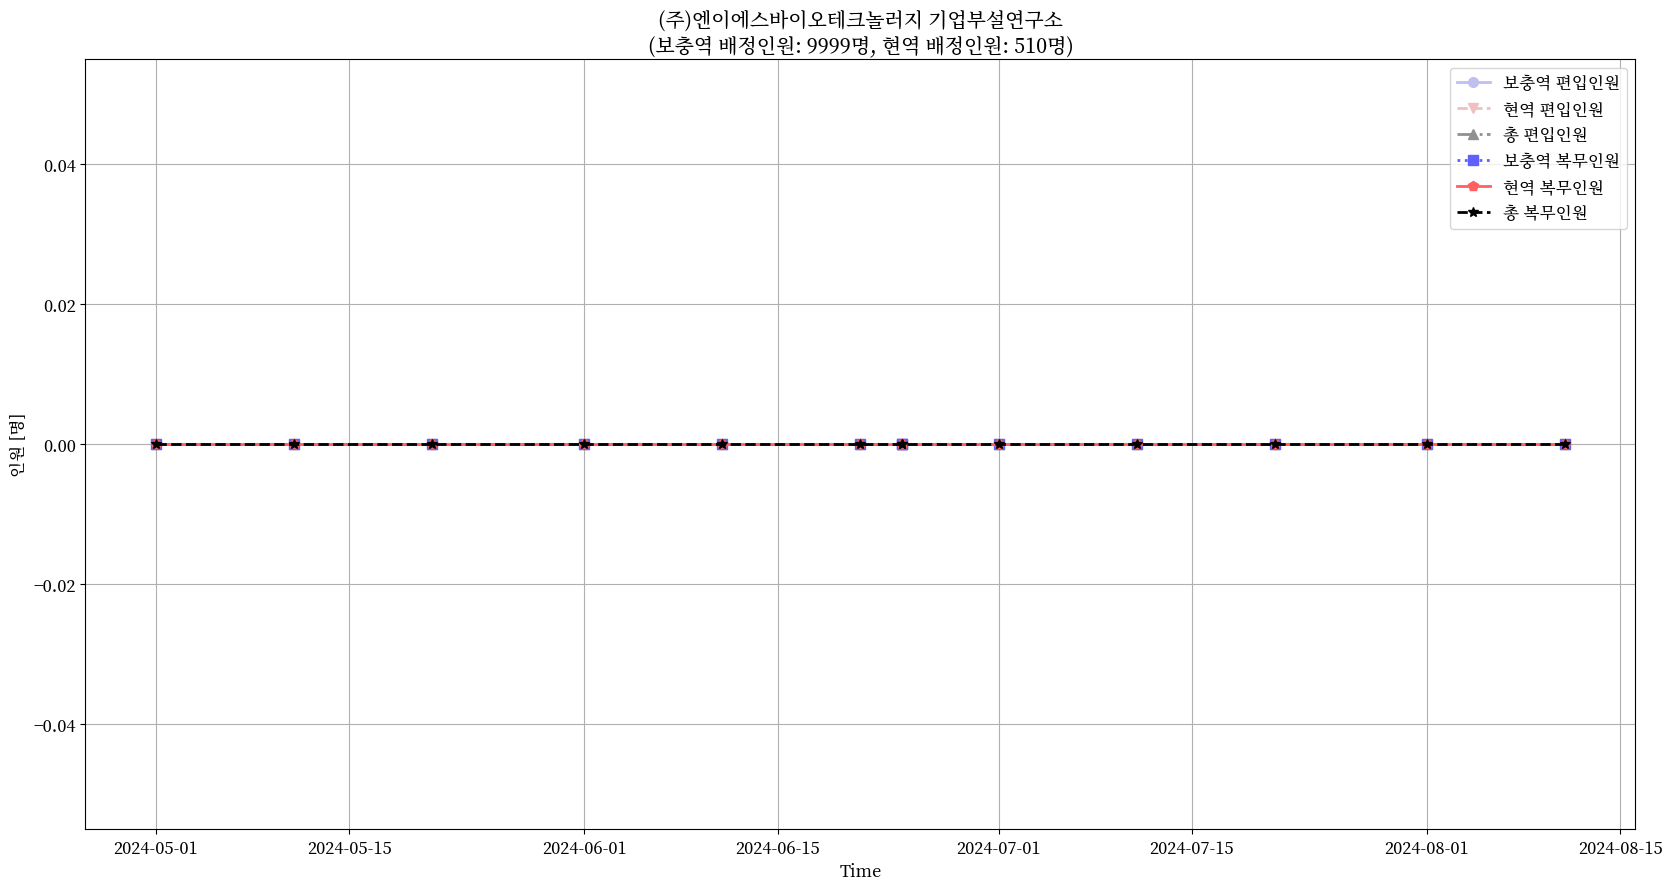 (주)엔이에스바이오테크놀러지 기업부설연구소
(보충역 배정인원: 9999명, 현역 배정인원: 510명)
보충역 편입인원
현역 편입인원
총 편입인원
보충역 복무인원
현역 복무인원
총 복무인원
인원 [명]
0.04
0.02
0.00
−0.02
−0.04
2024-05-01
2024-05-15
2024-06-01
2024-06-15
2024-07-01
2024-07-15
2024-08-01
2024-08-15
Time